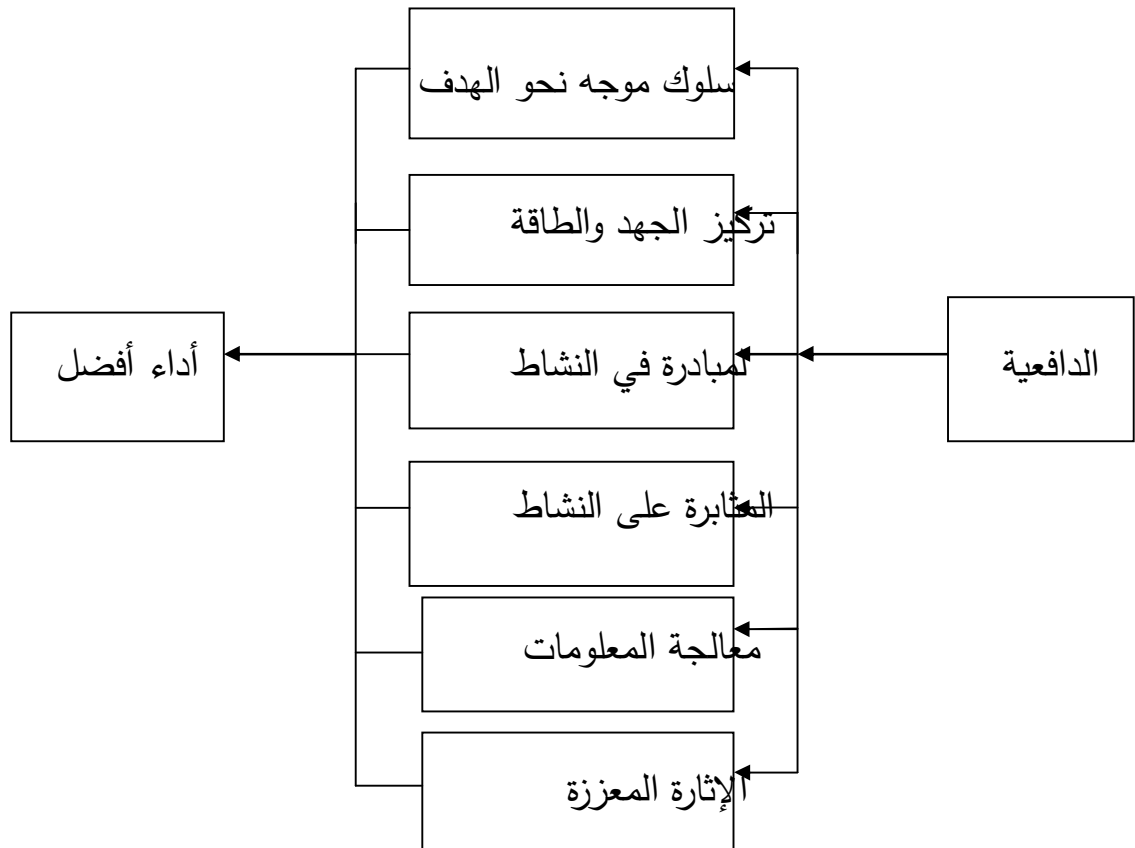 الدافعية
سلوك موجه نحو الهدف
تركيز الجهد والطاقة
لمبادرة في النشاط
المثابرة على النشاط
معالجة المعلومات
الإثارة المعززة
أداء أفضل